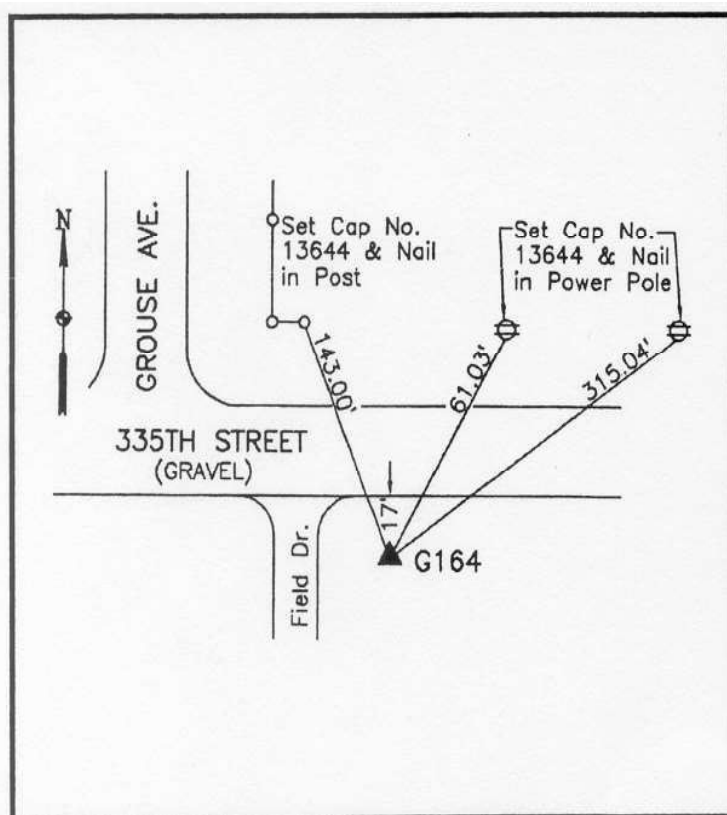 N
GROUSE AVE.
Set Cap No.
13644 & Nail
in Post
Set Cap No.
13644 & Nail
in Power Pole
143.00'
61.03'
315.04'
335TH STREET
(GRAVEL)
17'
Field Dr.
G164